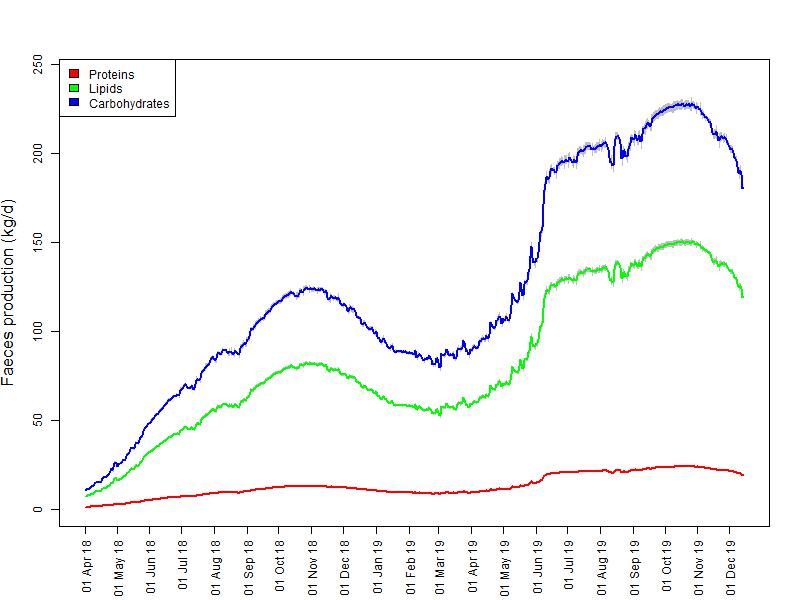 Proteins
Lipids
Carbohydrates
Faeces production (kg/d)
250
200
150
100
50
0
01 Apr 18
01 May 18
01 Jun 18
01 Jul 18
01 Aug 18
01 Sep 18
01 Oct 18
01 Nov 18
01 Dec 18
01 Jan 19
01 Feb 19
01 Mar 19
01 Apr 19
01 May 19
01 Jun 19
01 Jul 19
01 Aug 19
01 Sep 19
01 Oct 19
01 Nov 19
01 Dec 19